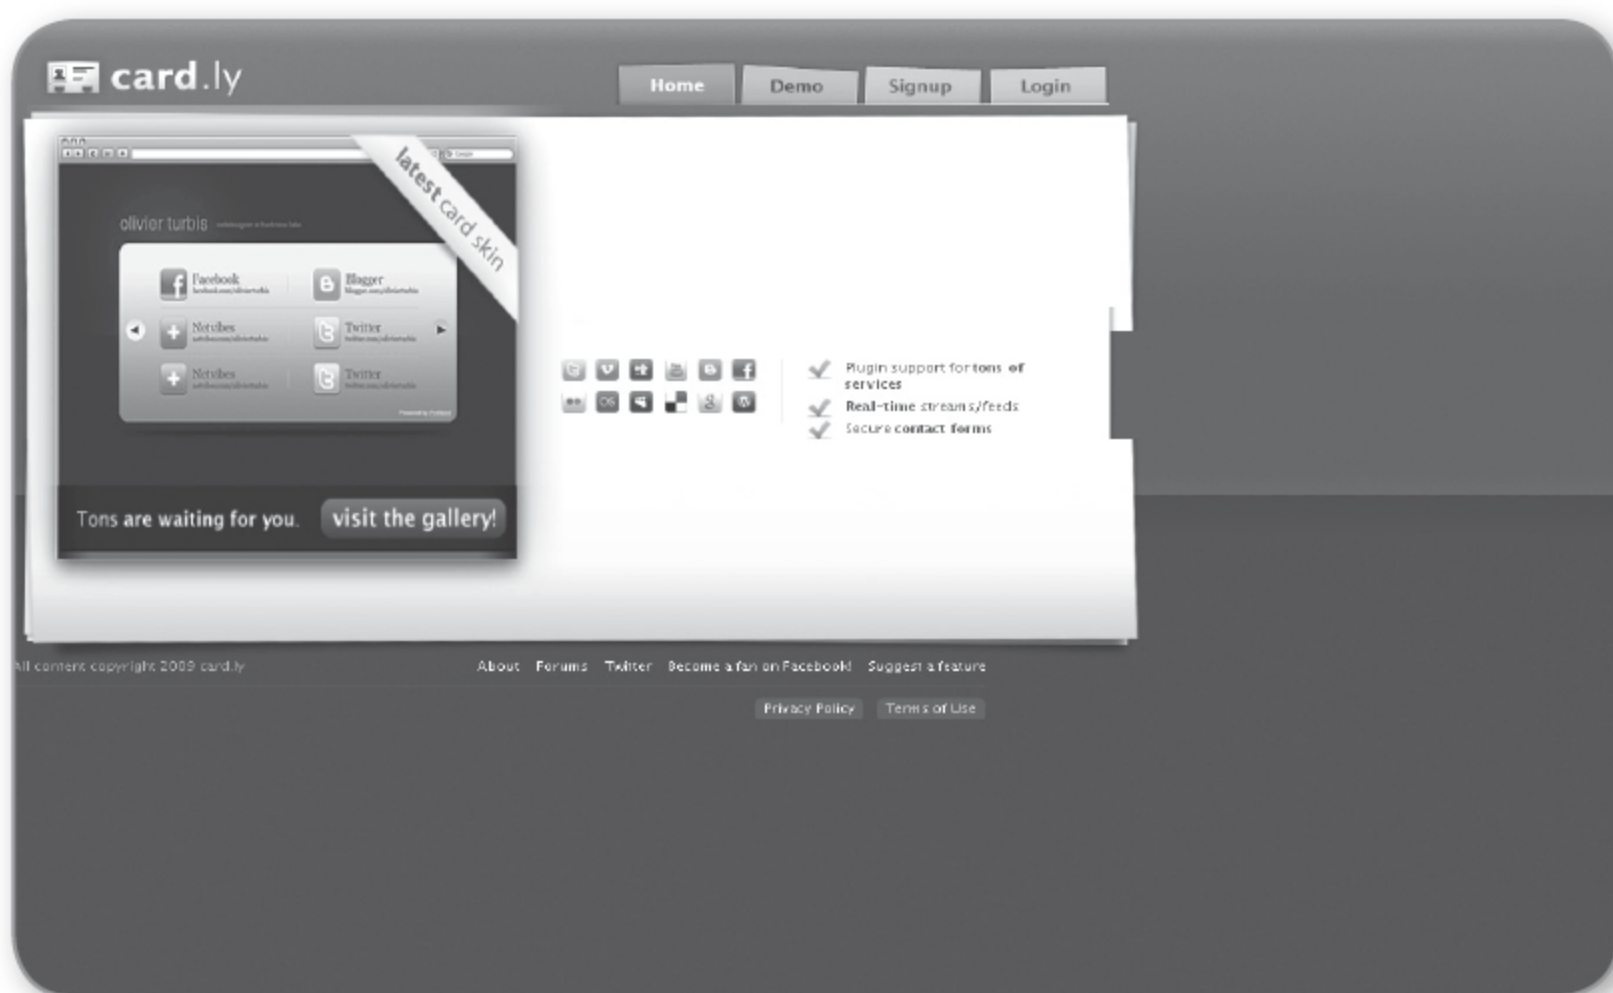 card.ly
Home
Demo
Signup
Login
latest card skin
olivier turbis
Facebook
Blogger
Netvibes
Twitter
Netvibes
Twitter
Plugin support for tons of
services
Real-time streams/feeds
Secure contact forms
Tons are waiting for you.
visit the gallery!
All content copyright 2009 card.ly
About
Forums
Twitter
Become a fan on Facebook!
Suggest a feature
Privacy Policy
Terms of Use